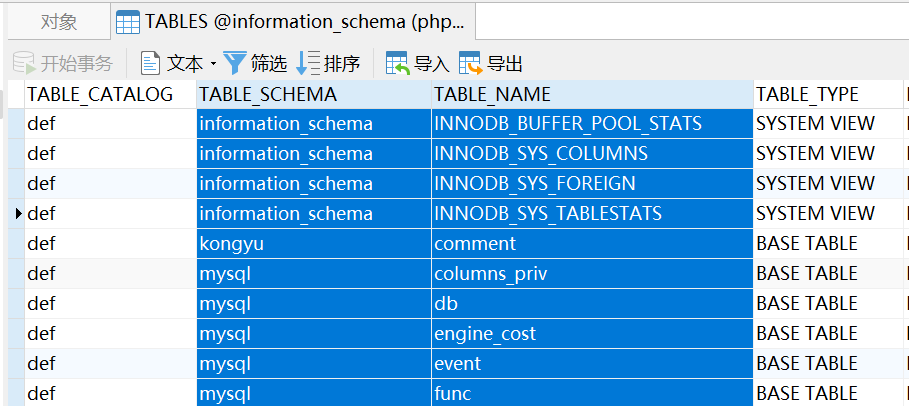 对象 TABLES @information_schema (php...
开始事务 文本 筛选 排序 导入 导出
TABLE_CATALOG TABLE_SCHEMA TABLE_NAME TABLE_TYPE
def information_schema INNODB_BUFFER_POOL_STATS SYSTEM VIEW
def information_schema INNODB_SYS_COLUMNS SYSTEM VIEW
def information_schema INNODB_SYS_FOREIGN SYSTEM VIEW
def information_schema INNODB_SYS_TABLESTATS SYSTEM VIEW
def kongyu comment BASE TABLE
def mysql columns_priv BASE TABLE
def mysql db BASE TABLE
def mysql engine_cost BASE TABLE
def mysql event BASE TABLE
def mysql func BASE TABLE